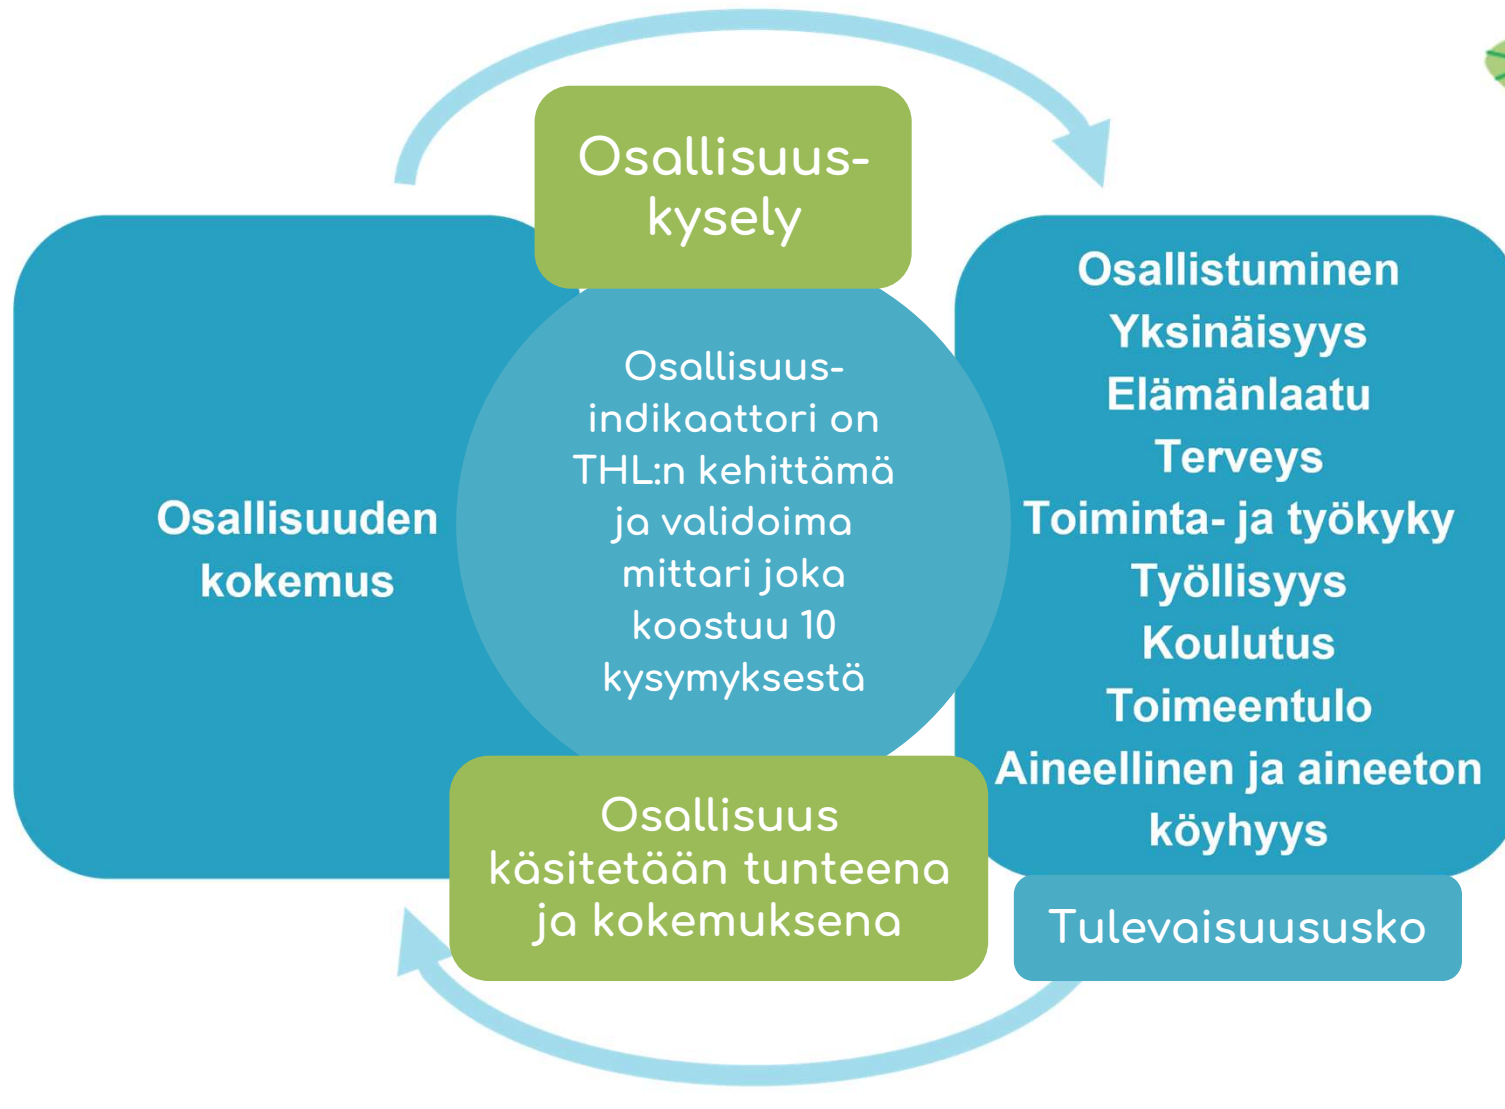 Osallisuus-
kysely
Osallisuuden
kokemus
Osallisuus-
indikaattori on
THL:n kehittämä
ja validoima
mittari joka
koostuu 10
kysymyksestä
Osallisuus
käsitetään tunteena
ja kokemuksena
Osallistuminen
Yksinäisyys
Elämänlaatu
Terveys
Toiminta- ja työkyky
Työllisyys
Koulutus
Toimeentulo
Aineellinen ja aineeton
köyhyys
Tulevaisuususko